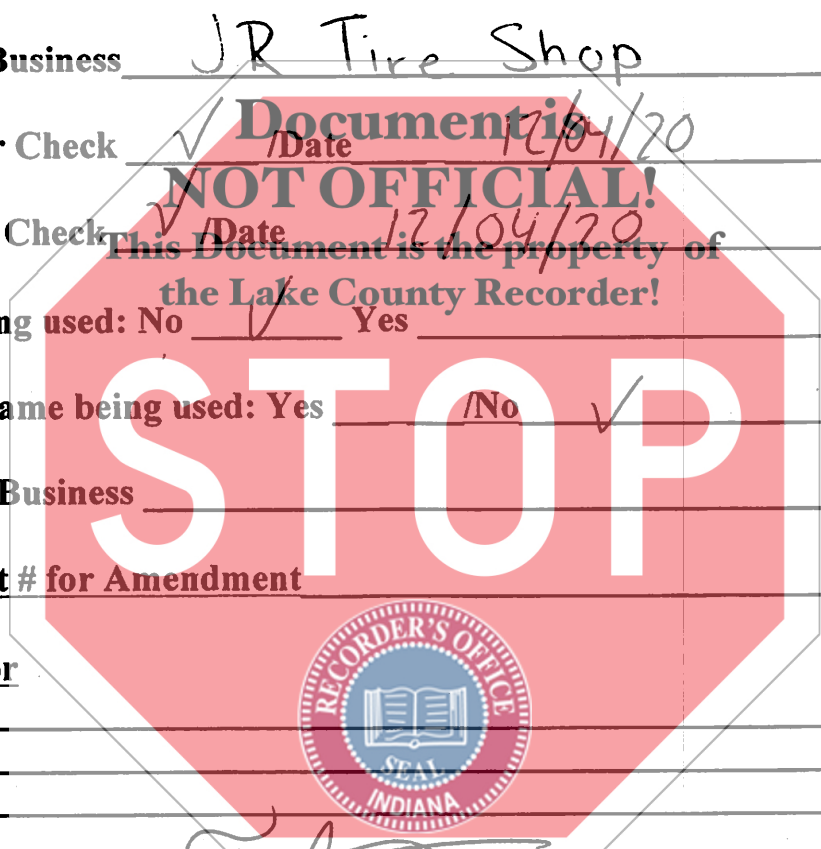 Business JR Tire Shop
Document is
Check ✓ /Date 12/04/20
NOT OFFICIAL!
Check ✓ /Date 12/04/20
This Document is the property of
the Lake County Recorder!
ng used: No ✓ Yes
ame being used: Yes /No ✓
STOP
Business
t # for Amendment
RECORDER'S OFFICE
or
SEAL
INDIANA